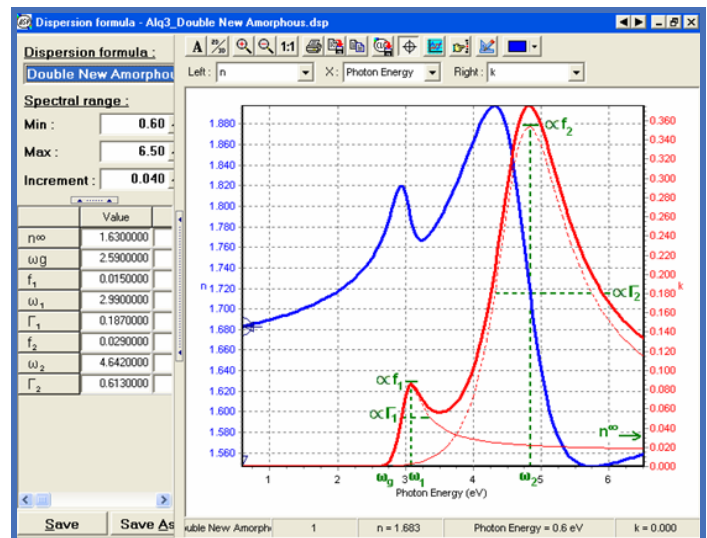 Dispersion formula - Alq3_Double New Amorphous.dsp
Dispersion formula :
Double New Amorphou
Left : n X : Photon Energy Right : k
Spectral range :
Min : 0.60
Max : 6.50
Increment : 0.040
Value
n∞ 1.6300000
ωg 2.5900000
f1 0.0150000
ω1 2.9900000
Γ1 0.1870000
f2 0.0290000
ω2 4.6420000
Γ2 0.6130000
Save Save As
1.880
1.860
1.840
1.820
1.800
1.780
1.760
1.740
1.720
n 1.700
1.680
1.660
1.640
1.620
1.600
1.580
1.560
0.360
0.340
0.320
0.300
0.280
0.260
0.240
0.220
0.200
0.180 k
0.160
0.140
0.120
0.100
0.080
0.060
0.040
0.020
0.000
∝f2
∝Γ2
∝f1
∝Γ1
n∞
1 2 3 4 5 6
ωg ω1 ω2
Photon Energy (eV)
ouble New Amorph 1 n = 1.683 Photon Energy = 0.6 eV k = 0.000